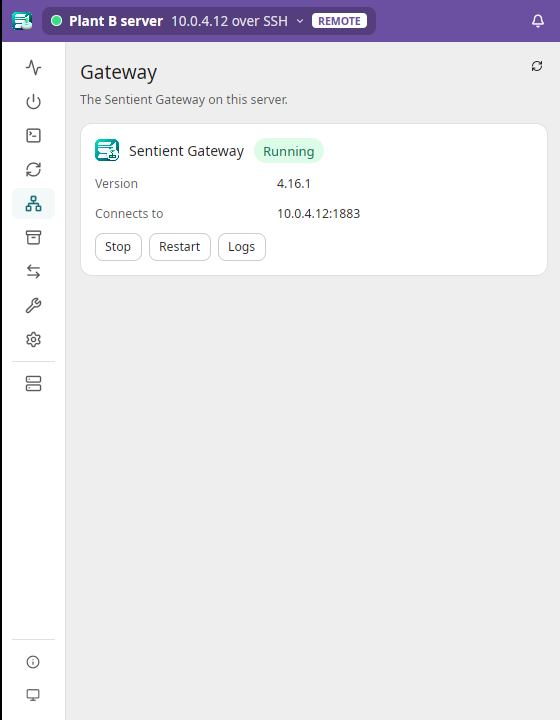 Plant B server 10.0.4.12 over SSH REMOTE
Gateway
The Sentient Gateway on this server.
Sentient Gateway Running
Version 4.16.1
Connects to 10.0.4.12:1883
Stop Restart Logs